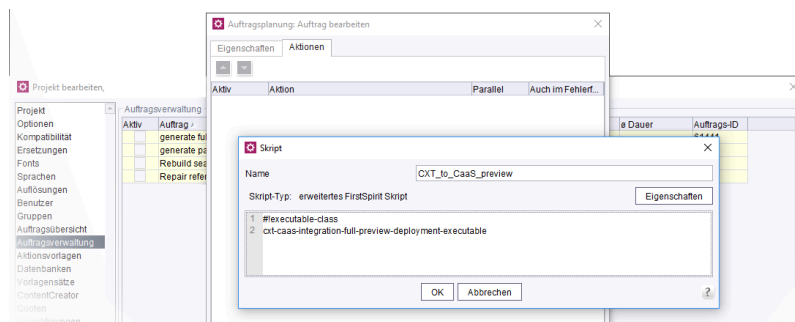 Auftragsplanung: Auftrag bearbeiten
Eigenschaften Aktionen
Aktiv Aktion Parallel Auch im Fehlerf...
Projekt bearbeiten,
Projekt
Optionen
Kompatibilität
Ersetzungen
Fonts
Sprachen
Auflösungen
Benutzer
Gruppen
Auftragsübersicht
Auftragsverwaltung
Aktionsvorlagen
Datenbanken
Vorlagensätze
ContentCreator
Quoten
Auftragsverwaltung
Aktiv Auftrag
generate ful
generate pa
Rebuild sea
Repair refer
ø Dauer Auftrags-ID
Skript
Name CXT_to_CaaS_preview
Skript-Typ: erweitertes FirstSpirit Skript Eigenschaften
1 #!executable-class
2 cxt-caas-integration-full-preview-deployment-executable
OK Abbrechen ?